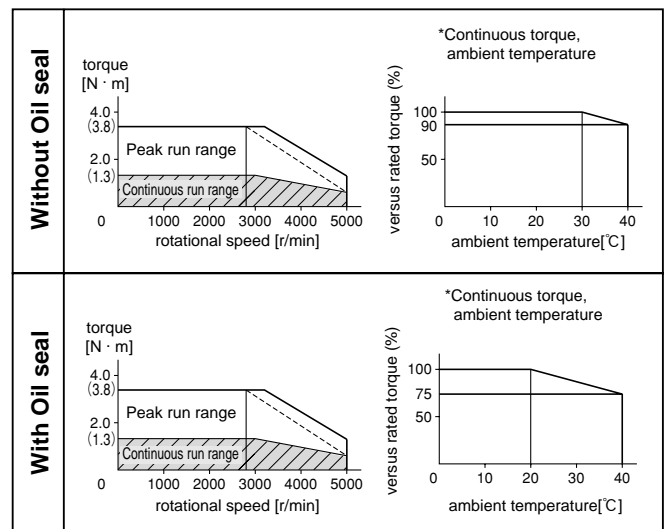 Without Oil seal
torque
[N · m]
4.0
(3.8)
Peak run range
2.0
(1.3)
Continuous run range
0 1000 2000 3000 4000 5000
rotational speed [r/min]
*Continuous torque,
ambient temperature
versus rated torque (%)
100
90
50
0 10 20 30 40
ambient temperature[℃]
With Oil seal
torque
[N · m]
4.0
(3.8)
Peak run range
2.0
(1.3)
Continuous run range
0 1000 2000 3000 4000 5000
rotational speed [r/min]
*Continuous torque,
ambient temperature
versus rated torque (%)
100
75
50
0 10 20 30 40
ambient temperature[℃]